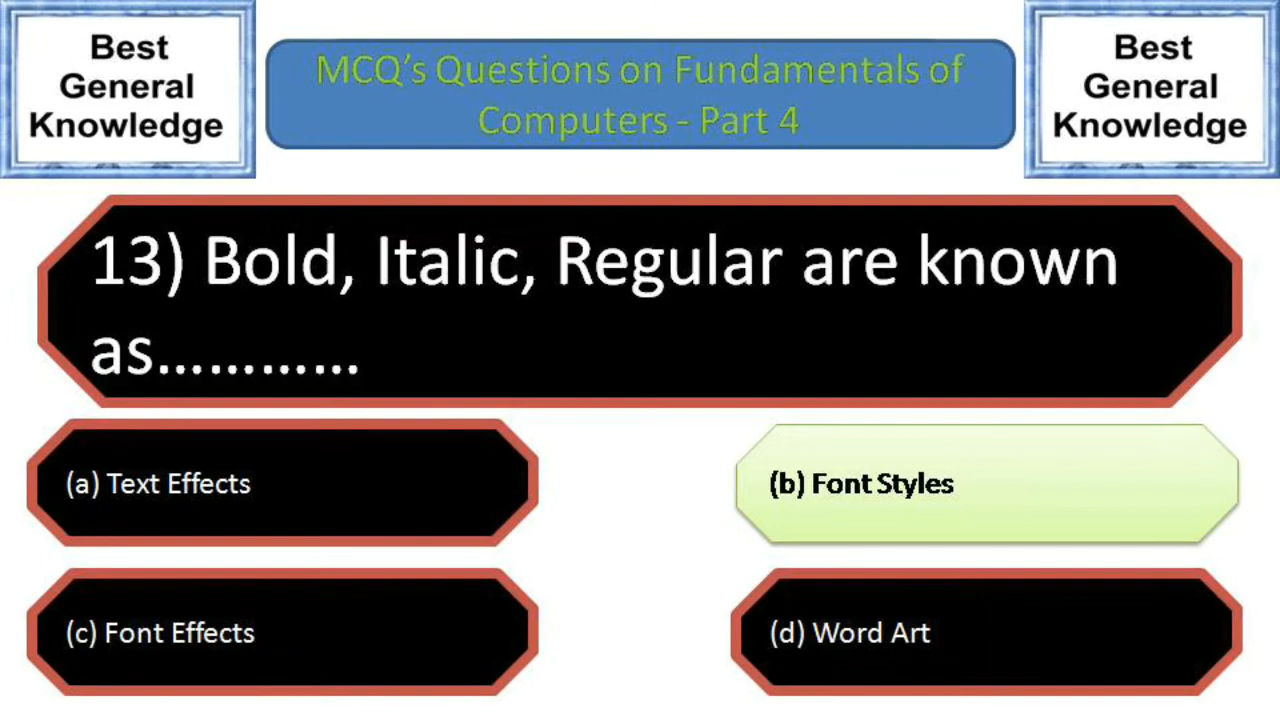 Best
General
Knowledge
MCQ's Questions on Fundamentals of
Computers - Part 4
Best
General
Knowledge
13) Bold, Italic, Regular are known
as…………
(a) Text Effects
(b) Font Styles
(c) Font Effects
(d) Word Art